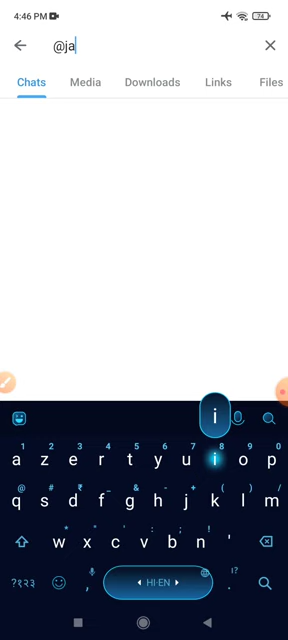 4:46 PM 74
@ja
Chats Media Downloads Links Files
i
1 2 3 4 5 6 7 8 9 0
a z e r t y u i o p
@ # ₹ _ & - + ( ) /
q s d f g h j k l m
* " ' : ; !
w x c v b n '
?१२३ , HI·EN . !?